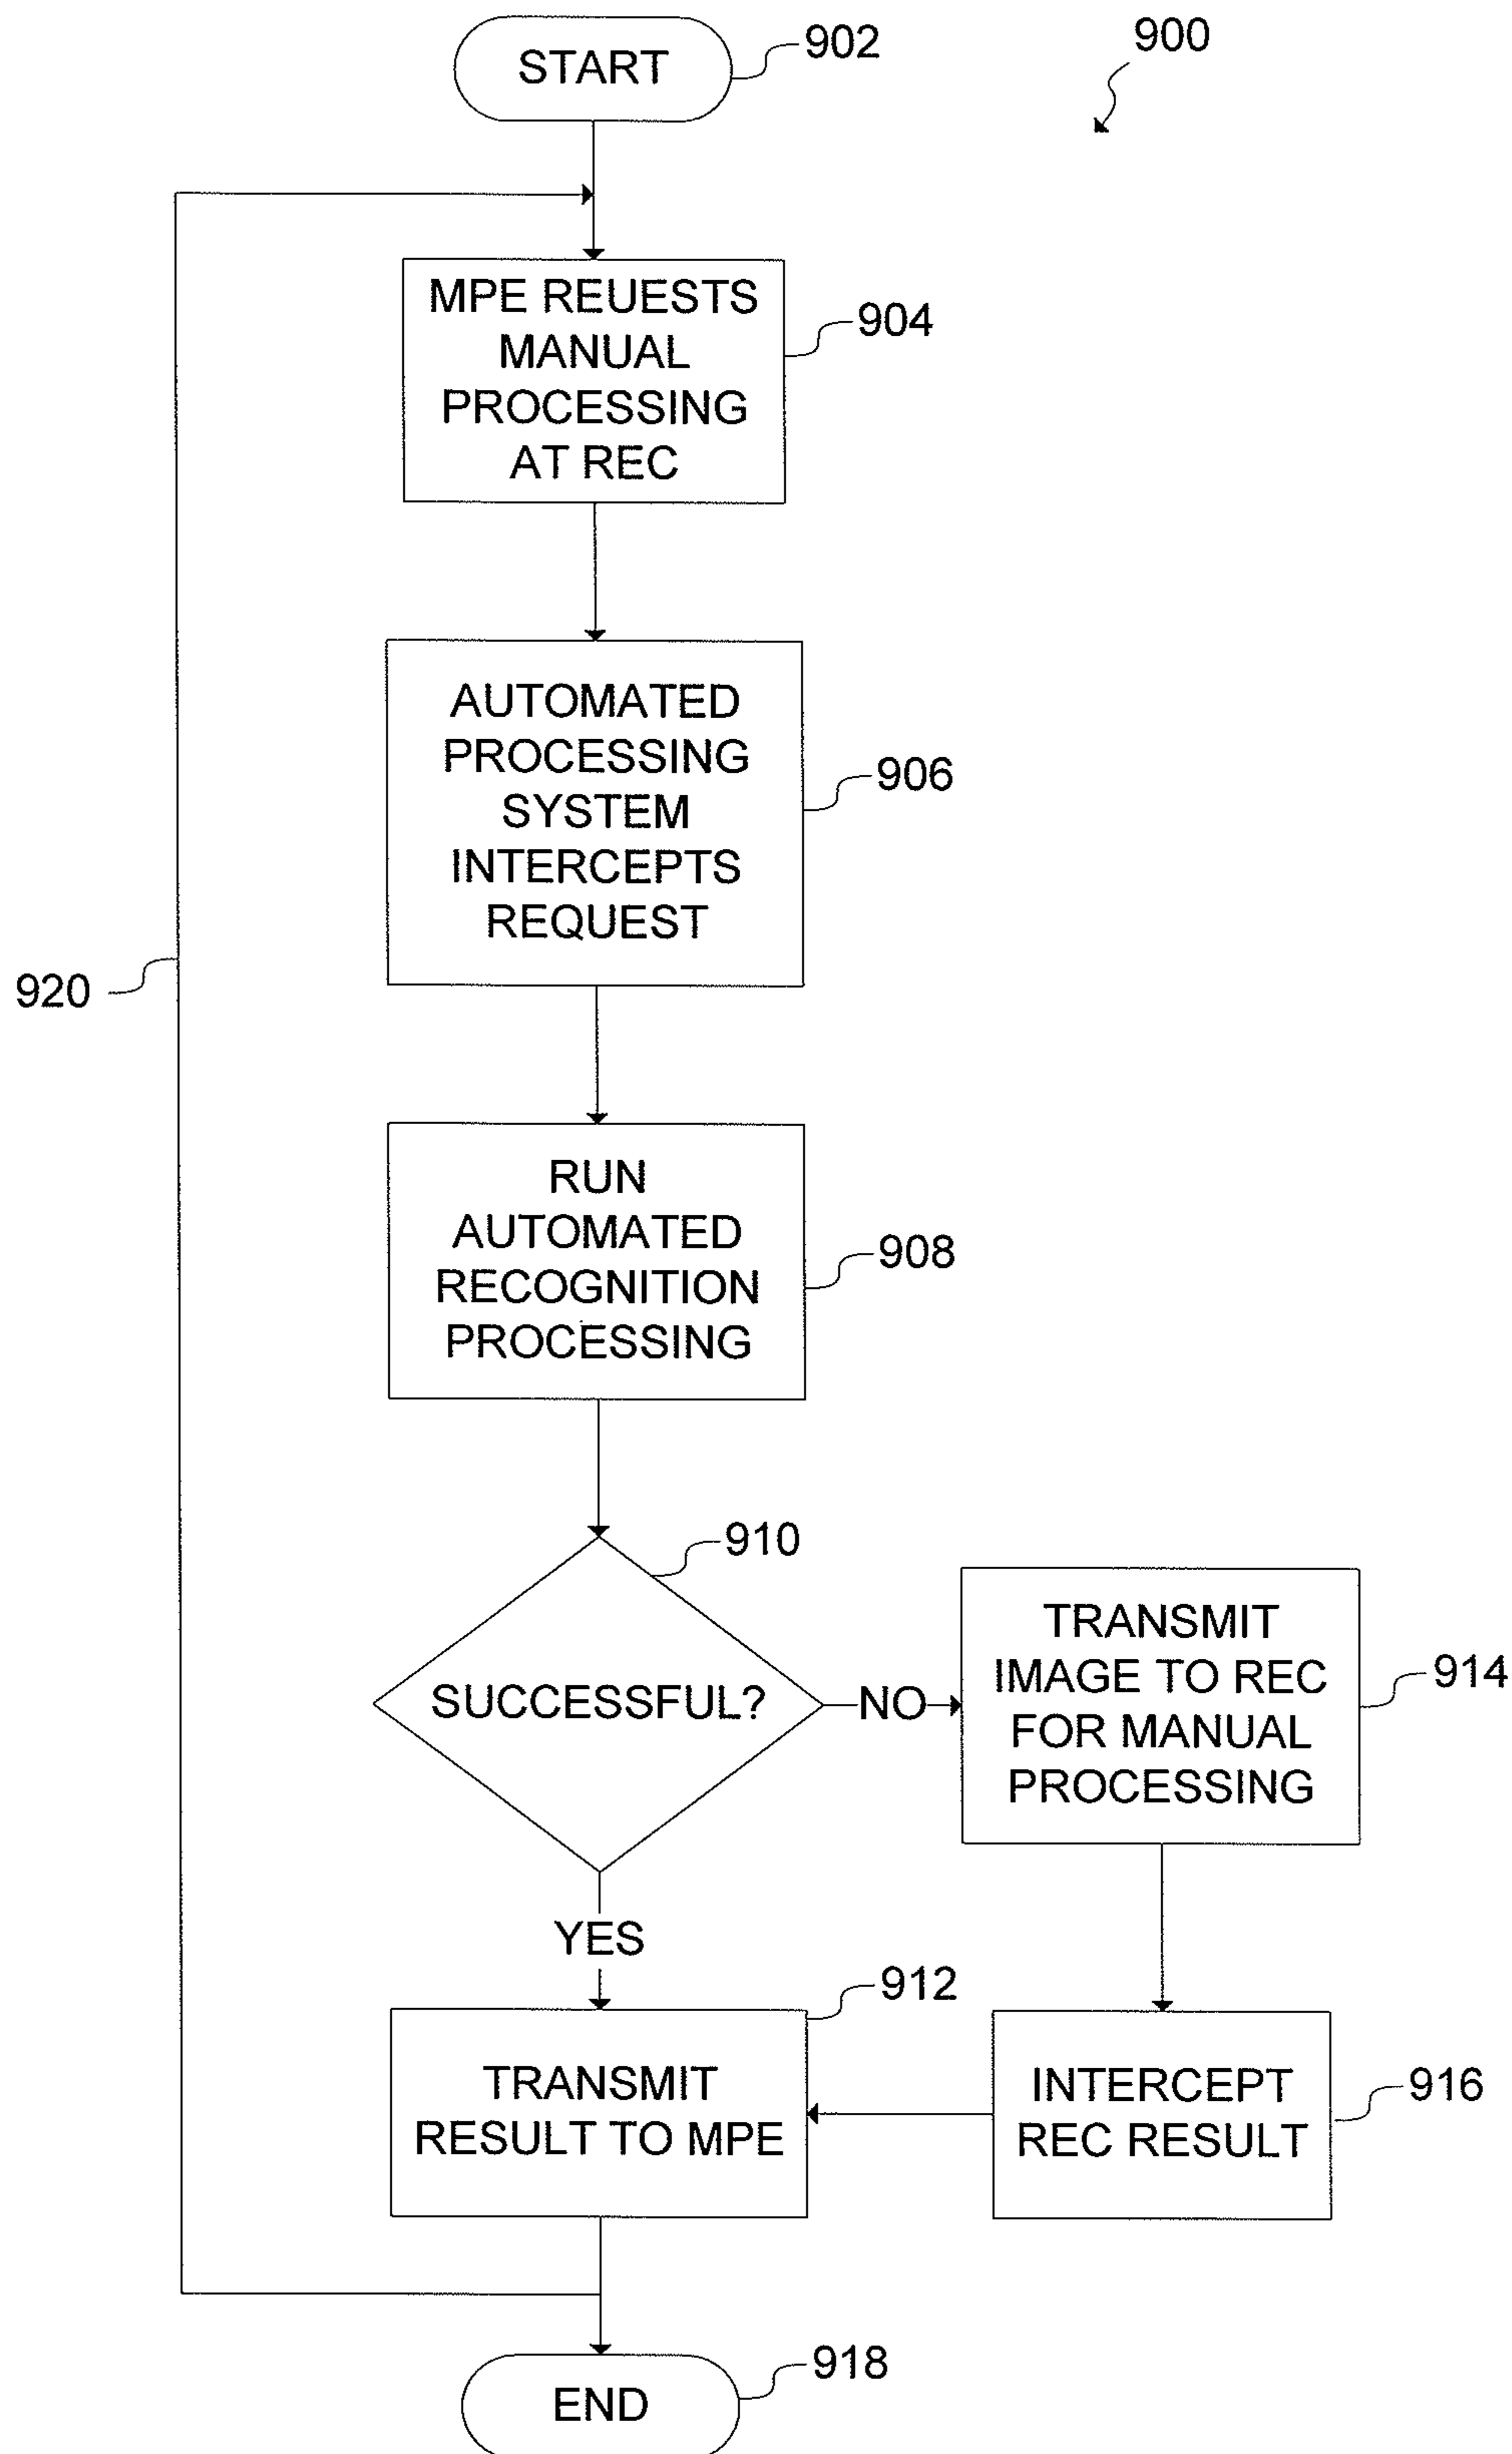 START
902
900
MPE REUESTS
MANUAL
PROCESSING
AT REC
904
AUTOMATED
PROCESSING
SYSTEM
INTERCEPTS
REQUEST
906
920
RUN
AUTOMATED
RECOGNITION
PROCESSING
908
910
SUCCESSFUL?
NO
TRANSMIT
IMAGE TO REC
FOR MANUAL
PROCESSING
914
YES
912
TRANSMIT
RESULT TO MPE
INTERCEPT
REC RESULT
916
END
918